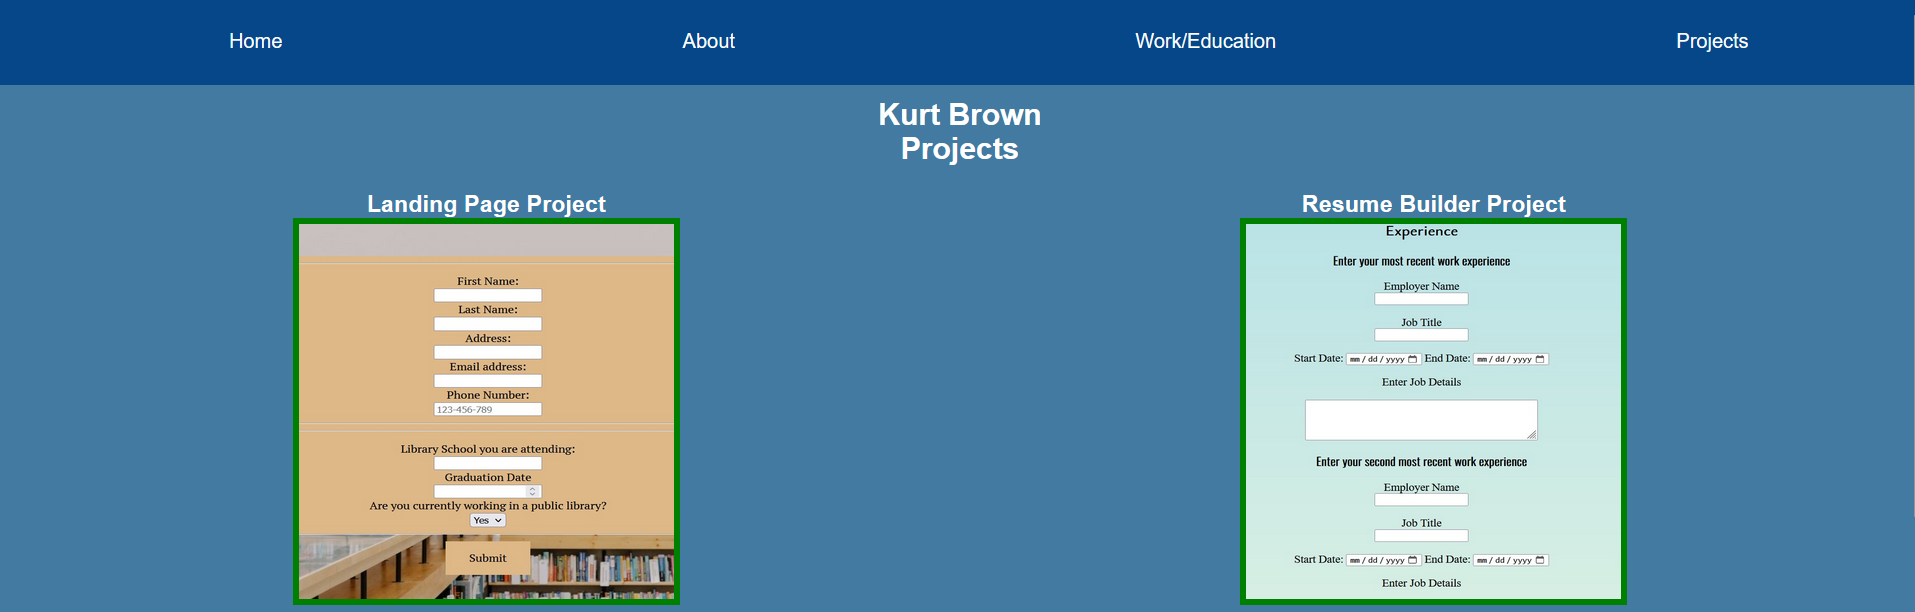 Home About Work/Education Projects
Kurt Brown
Projects
Landing Page Project
First Name:
Last Name:
Address:
Email address:
Phone Number:
123-456-789
Library School you are attending:
Graduation Date
Are you currently working in a public library?
Yes
Submit
Resume Builder Project
Experience
Enter your most recent work experience
Employer Name
Job Title
Start Date: mm/dd/yyyy End Date: mm/dd/yyyy
Enter Job Details
Enter your second most recent work experience
Employer Name
Job Title
Start Date: mm/dd/yyyy End Date: mm/dd/yyyy
Enter Job Details